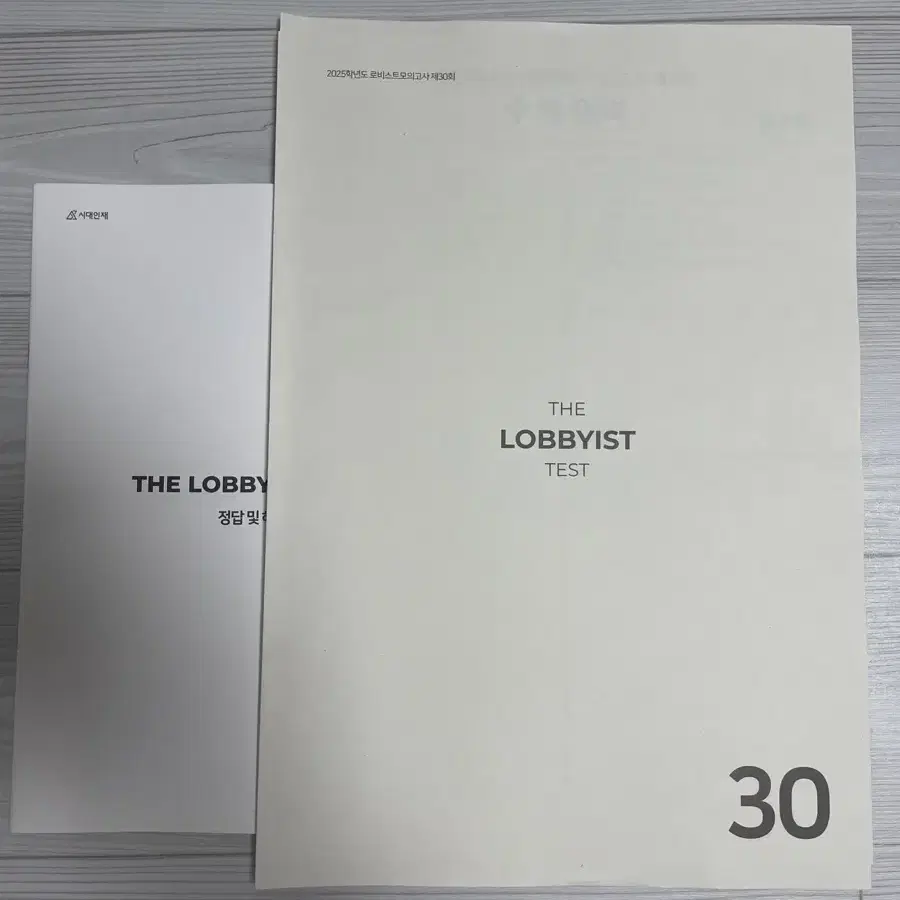 2025학년도 로비스트모의고사 제30회
THE
LOBBYIST
TEST
30
시대인재
THE LOBBY
정답 및